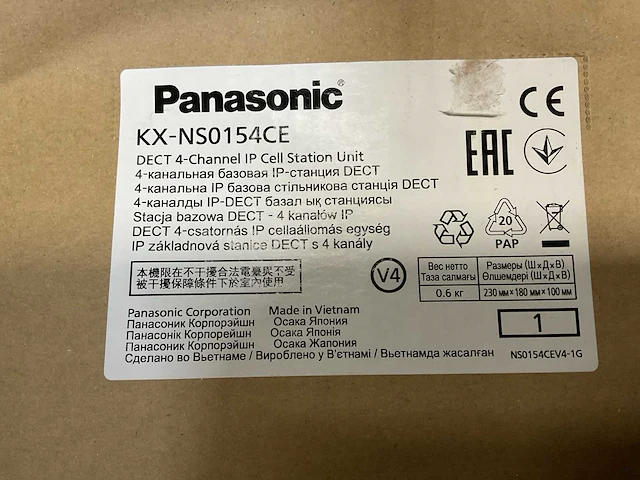 Panasonic®
KX-NS0154CE
DECT 4-Channel IP Cell Station Unit
4-канальная базовая IP-станция DECT
4-канальна IP базова стільникова станція DECT
4-каналды IP-DECT базалық станциясы
Stacja bazowa DECT - 4 kanałów IP
DECT 4-csatornás IP cellaállomás egység
IP základnová stanice DECT s 4 kanály
CE
EAC
20
PAP
本機限在不干擾合法電臺與不受
被干擾保障條件下於室內使用
V4
Вес нетто Размеры (Ш×Д×В)
Таза салмағы Өлшемдері (Ш×Д×В)
0.6 кг 230 мм×180 мм×100 мм
Panasonic Corporation Made in Vietnam
Панасоник Корпорэйшн Осака Япония
Панасонік Корпорейшн Осака Японія
Панасоник Корпорэйшн Осака Жапония
Сделано во Вьетнаме / Вироблено у В'єтнамі / Вьетнамда жасалған
1
NS0154CEV4-1G